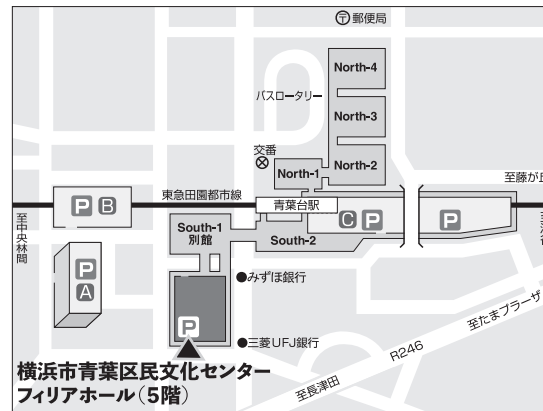 〒郵便局
North-4
バスロータリー
North-3
交番
North-2
North-1
至藤が丘
東急田園都市線
青葉台駅
P B
South-1
別館
C P
P
South-2
至中央林間
P
A
みずほ銀行
P
三菱UFJ銀行
至たまプラーザ
R246
至長津田
横浜市青葉区民文化センター
フィリアホール(5階)